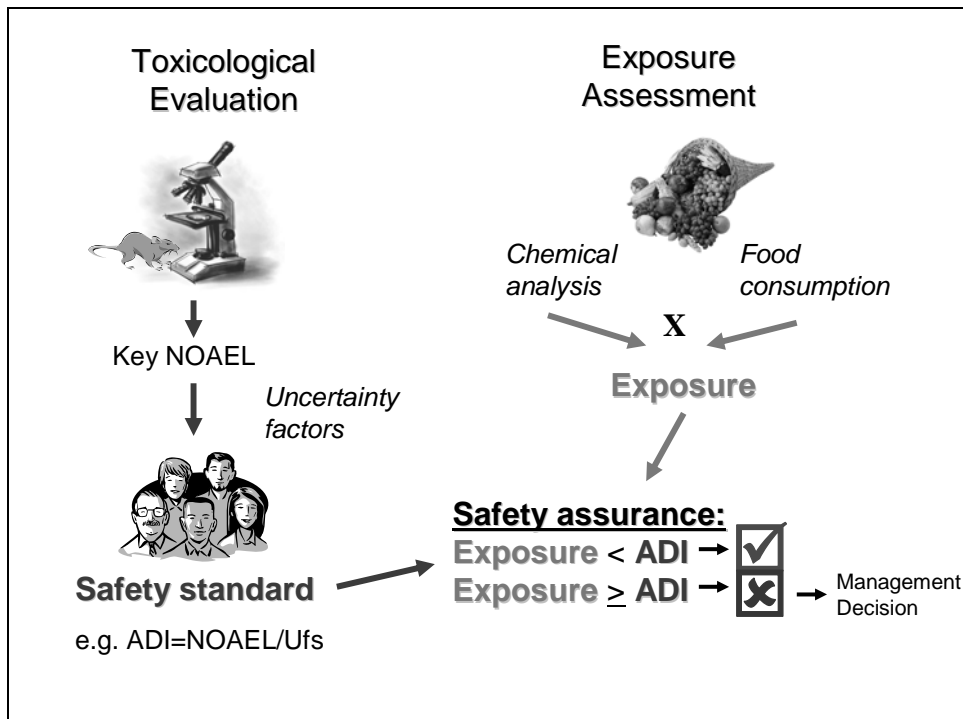 Toxicological
Evaluation
Key NOAEL
Uncertainty
factors
Safety standard
e.g. ADI=NOAEL/Ufs
Exposure
Assessment
Chemical
analysis
Food
consumption
X
Exposure
Safety assurance:
Exposure < ADI
Exposure ≥ ADI
Management
Decision